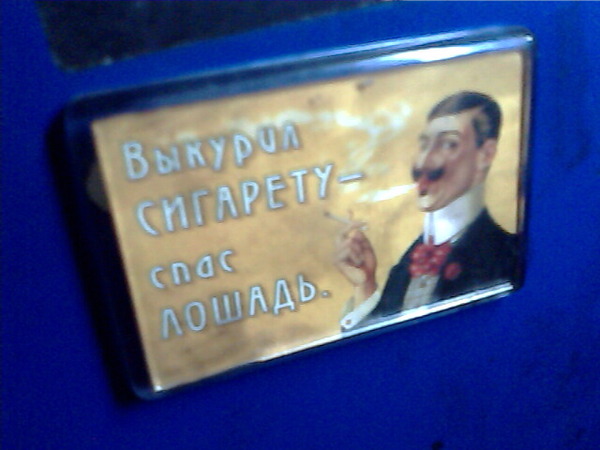 Выкурил
СИГАРЕТУ—
спас
ЛОШАДЬ.